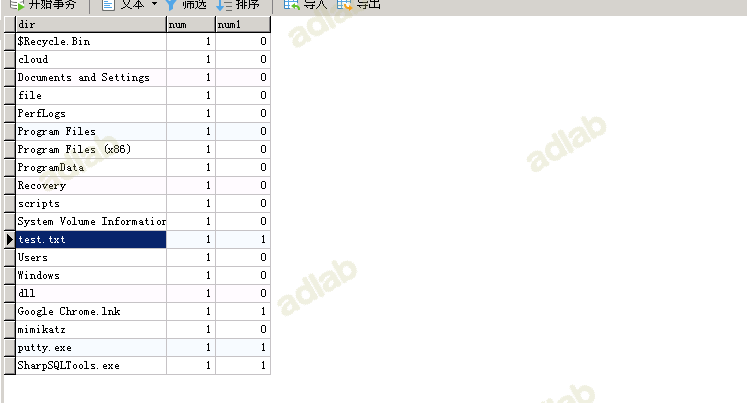 开始事务 文本 筛选 排序 导入 导出
dir num num1
$Recycle.Bin 1 0
cloud 1 0
Documents and Settings 1 0
file 1 0
PerfLogs 1 0
Program Files 1 0
Program Files (x86) 1 0
ProgramData 1 0
Recovery 1 0
scripts 1 0
System Volume Information 1 0
test.txt 1 1
Users 1 0
Windows 1 0
dll 1 0
Google Chrome.lnk 1 1
mimikatz 1 0
putty.exe 1 1
SharpSQLTools.exe 1 1
adlab
adlab
adlab
adlab
adlab